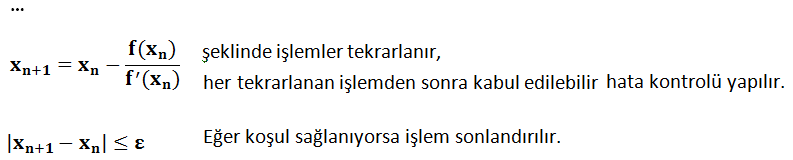 ...
xₙ₊₁ = xₙ − f(xₙ)/f′(xₙ) şeklinde işlemler tekrarlanır,
her tekrarlanan işlemden sonra kabul edilebilir hata kontrolü yapılır.
|xₙ₊₁ − xₙ| ≤ ε Eğer koşul sağlanıyorsa işlem sonlandırılır.